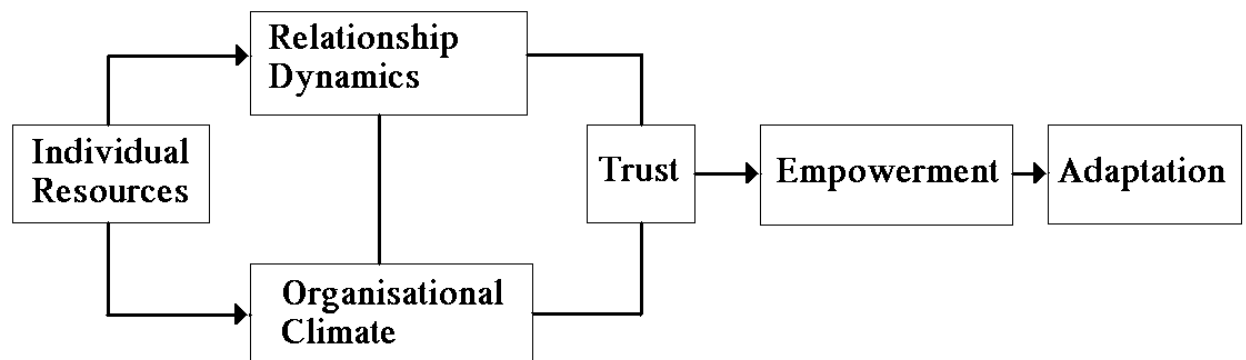 Relationship
Dynamics
Individual
Resources
Trust
Empowerment
Adaptation
Organisational
Climate